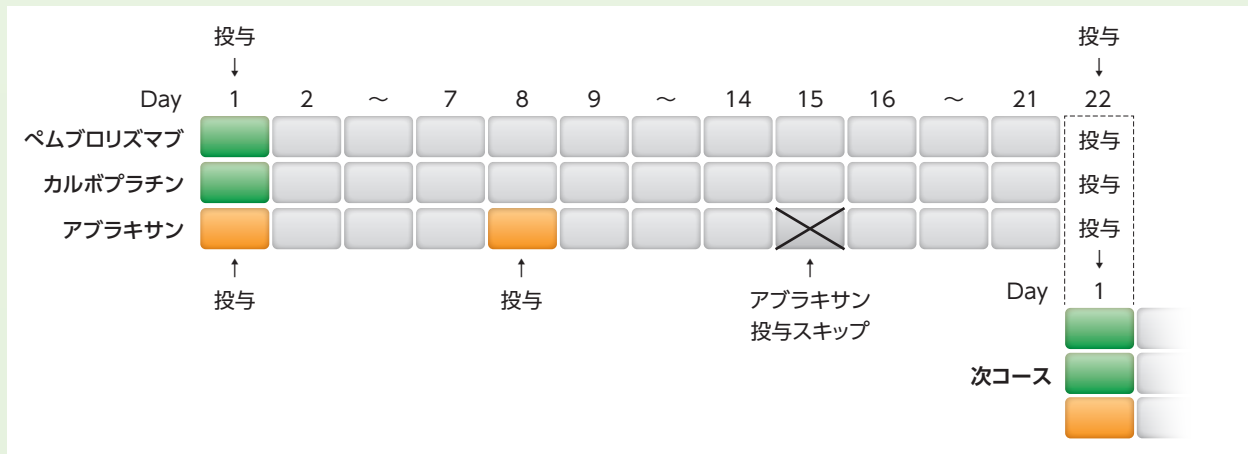 投与 投与
↓ ↓
Day 1 2 ～ 7 8 9 ～ 14 15 16 ～ 21 22
ペムブロリズマブ 投与
カルボプラチン 投与
アブラキサン 投与
↑ ↑ ↑ ↓
投与 投与 アブラキサン Day 1
投与スキップ
次コース